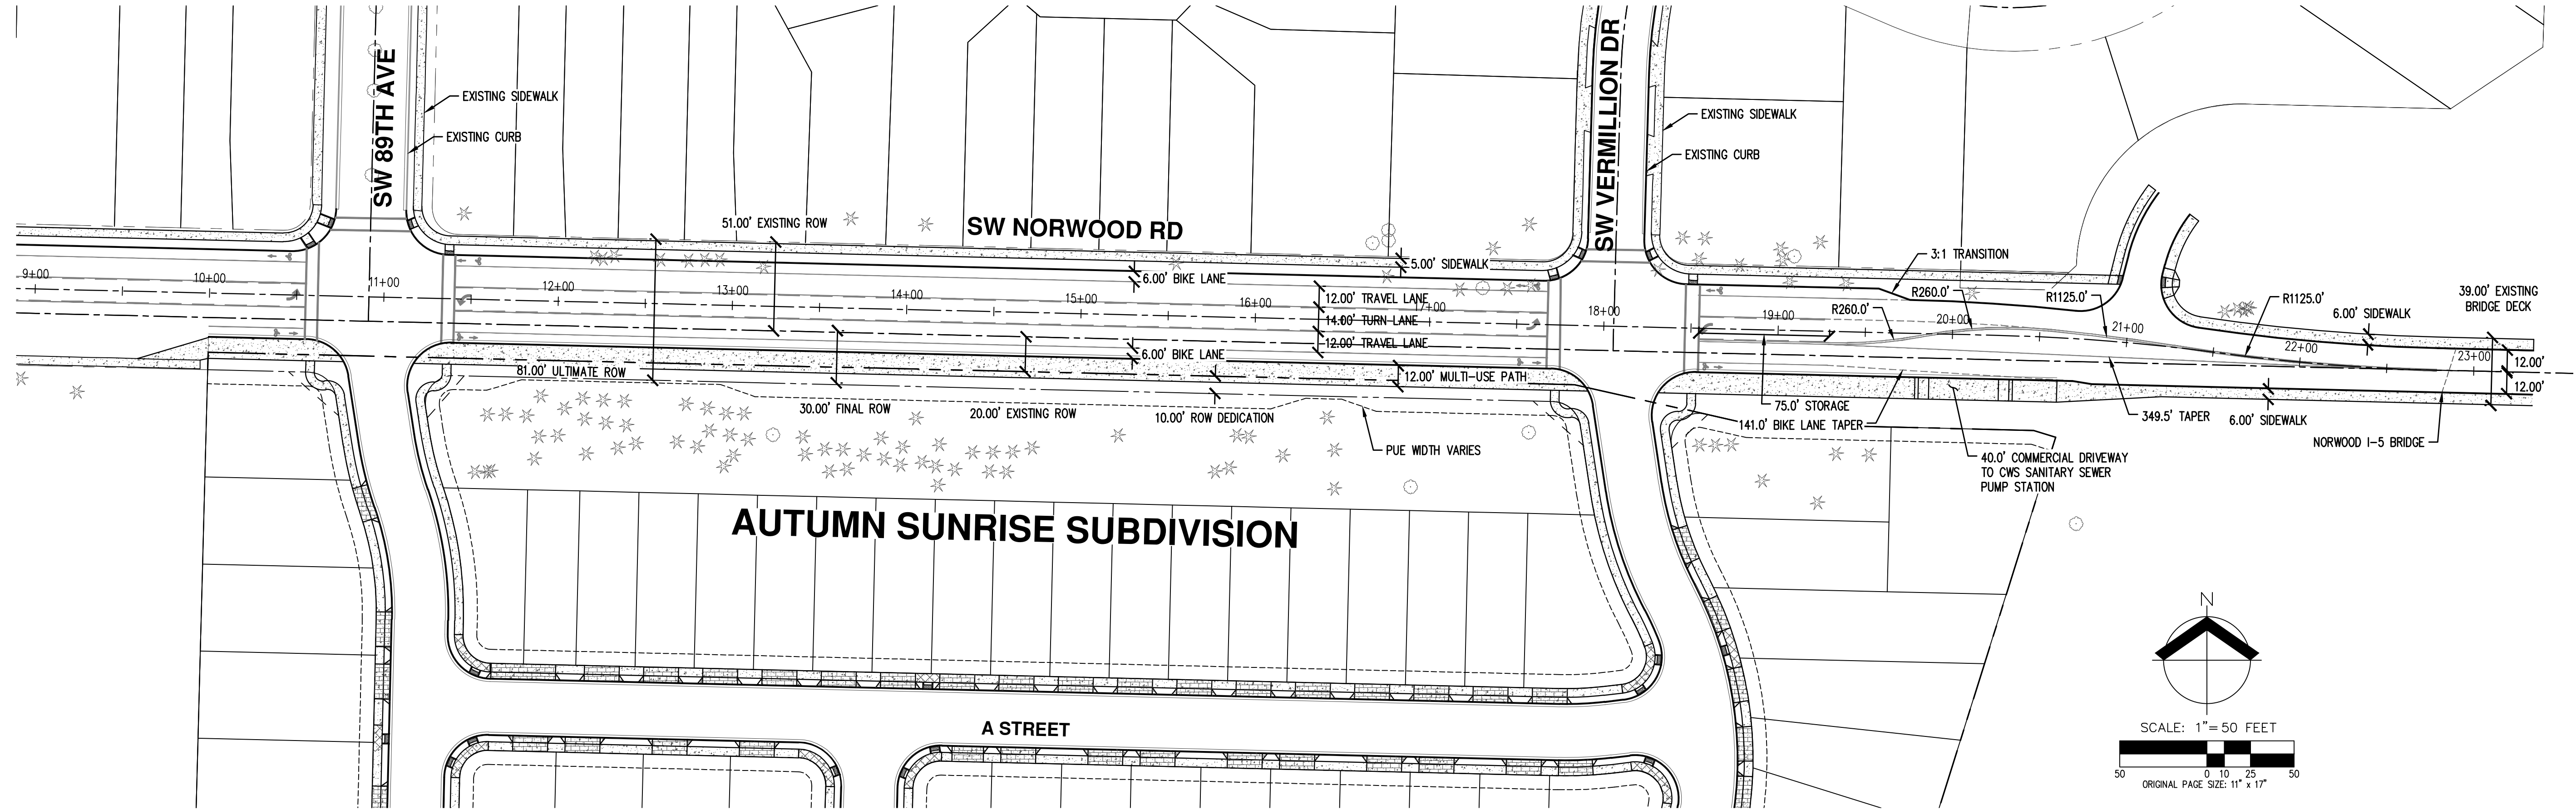 SW 89TH AVE
EXISTING SIDEWALK
EXISTING CURB
51.00' EXISTING ROW
SW NORWOOD RD
SW VERMILLION DR
EXISTING SIDEWALK
EXISTING CURB
3:1 TRANSITION
R260.0'
R260.0'
R1125.0'
R1125.0'
6.00' SIDEWALK
39.00' EXISTING
BRIDGE DECK
5.00' SIDEWALK
6.00' BIKE LANE
12.00' TRAVEL LANE
14.00' TURN LANE
12.00' TRAVEL LANE
6.00' BIKE LANE
12.00' MULTI-USE PATH
9+00
10+00
11+00
12+00
13+00
14+00
15+00
16+00
17+00
18+00
19+00
20+00
21+00
22+00
23+00
12.00'
12.00'
81.00' ULTIMATE ROW
30.00' FINAL ROW
20.00' EXISTING ROW
10.00' ROW DEDICATION
PUE WIDTH VARIES
75.0' STORAGE
141.0' BIKE LANE TAPER
349.5' TAPER
6.00' SIDEWALK
NORWOOD I-5 BRIDGE
40.0' COMMERCIAL DRIVEWAY
TO CWS SANITARY SEWER
PUMP STATION
AUTUMN SUNRISE SUBDIVISION
A STREET
N
SCALE: 1"= 50 FEET
50 0 10 25 50
ORIGINAL PAGE SIZE: 11" x 17"